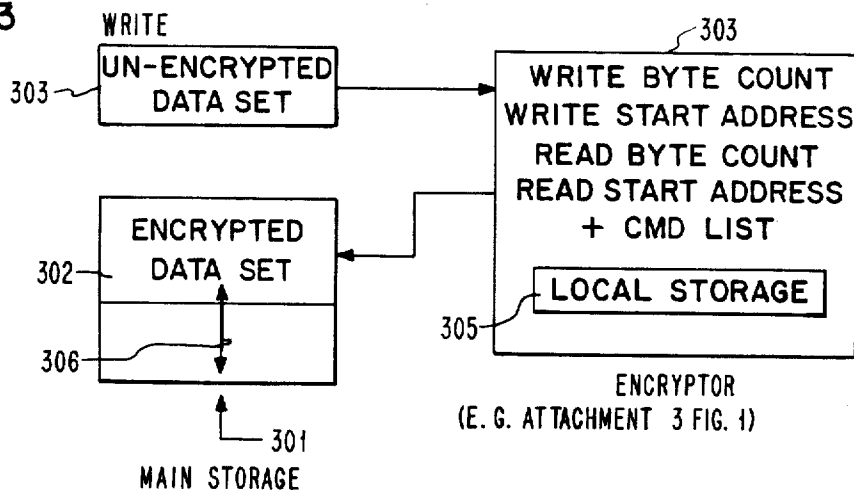 3
WRITE
303
UN-ENCRYPTED
DATA SET
303
WRITE BYTE COUNT
WRITE START ADDRESS
READ BYTE COUNT
READ START ADDRESS
+ CMD LIST
LOCAL STORAGE
305
ENCRYPTED
DATA SET
302
306
301
MAIN STORAGE
ENCRYPTOR
(E.G. ATTACHMENT 3 FIG. 1)